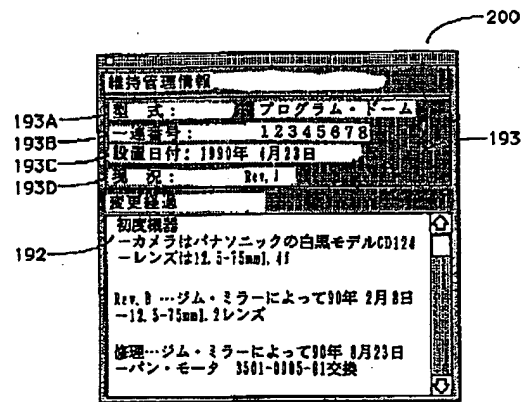 200
維持管理情報
193A
型 式: プログラム・ドーム
193B
一連番号: 12345678
193
193C
設置日付: 1990年 4月23日
193D
現 況: Rev.
変更経過
192
初度機器
ーカメラはパナソニックの白黒モデルCD124
ーレンズは12.5-75mm1.4f
Rev.B …ジム・ミラーによって90年 2月8日
ー12.5-75mm1.2レンズ
修理…ジム・ミラーによって90年 8月23日
ーパン・モータ 3501-0005-01交換